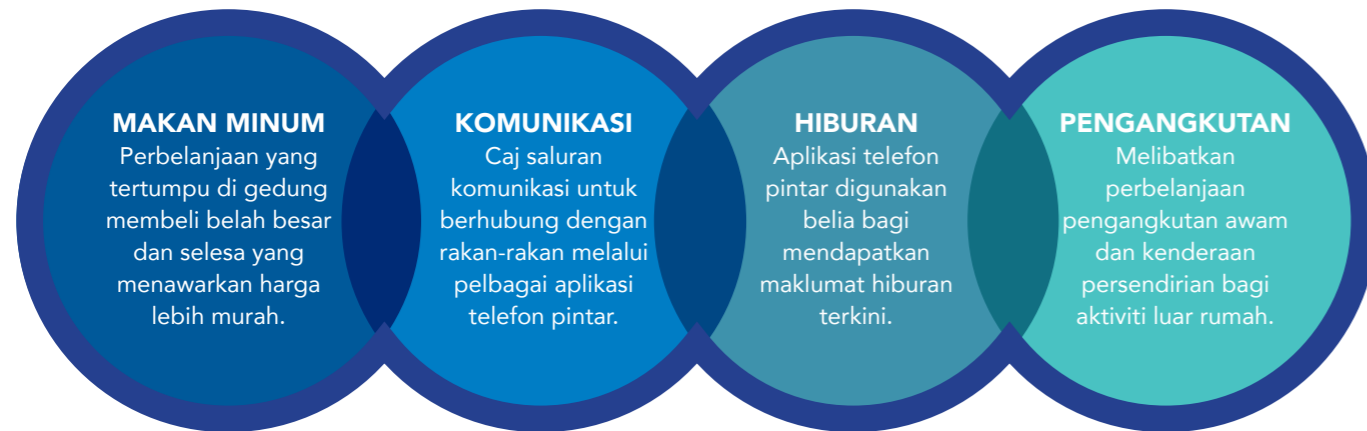 MAKAN MINUM
Perbelanjaan yang
tertumpu di gedung
membeli belah besar
dan selesa yang
menawarkan harga
lebih murah.
KOMUNIKASI
Caj saluran
komunikasi untuk
berhubung dengan
rakan-rakan melalui
pelbagai aplikasi
telefon pintar.
HIBURAN
Aplikasi telefon
pintar digunakan
belia bagi
mendapatkan
maklumat hiburan
terkini.
PENGANGKUTAN
Melibatkan
perbelanjaan
pengangkutan awam
dan kenderaan
persendirian bagi
aktiviti luar rumah.